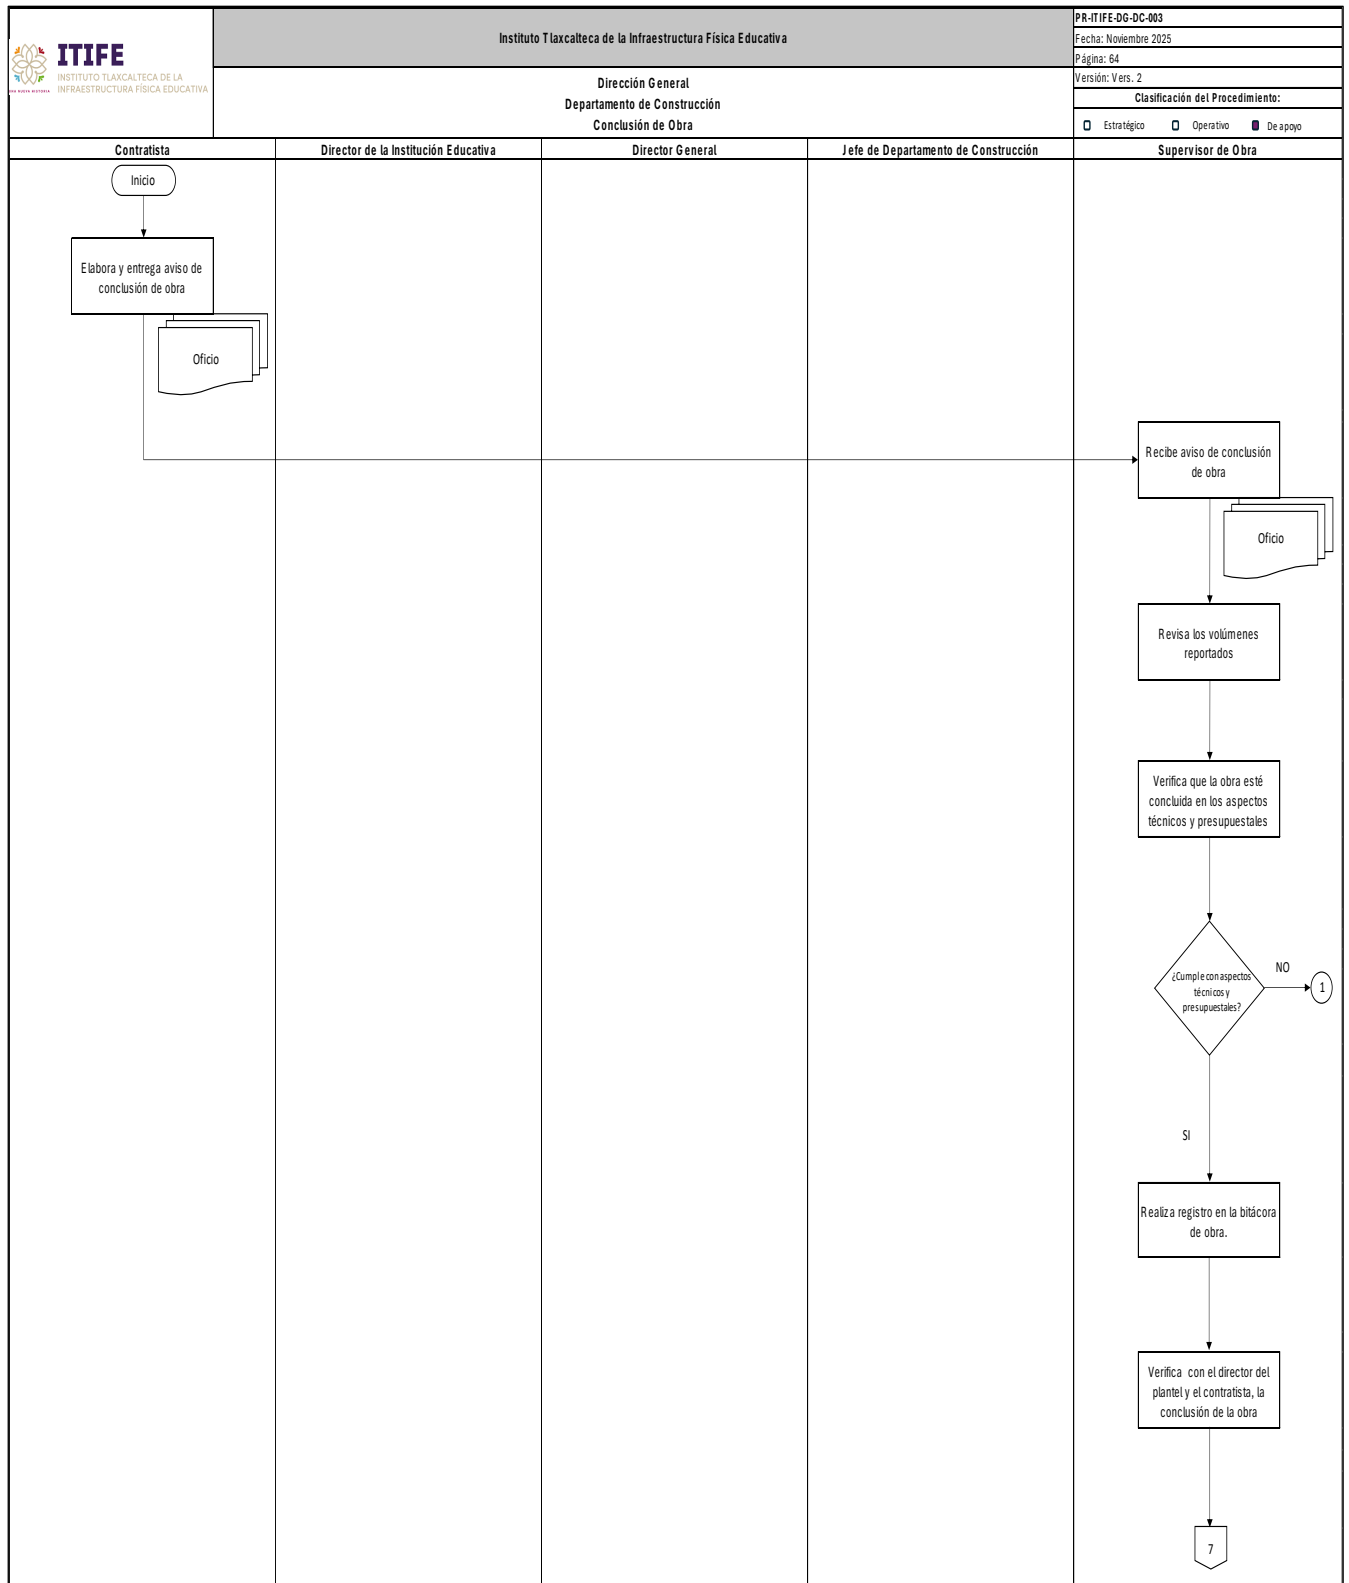 ITIFE
INSTITUTO TLAXCALTECA DE LA
INFRAESTRUCTURA FÍSICA EDUCATIVA
UNA NUEVA HISTORIA
Instituto Tlaxcalteca de la Infraestructura Física Educativa
Dirección General
Departamento de Construcción
Conclusión de Obra
PR-ITIFE-DG-DC-003
Fecha: Noviembre 2025
Página: 64
Versión: Vers. 2
Clasificación del Procedimiento:
Estratégico Operativo De apoyo
Contratista Director de la Institución Educativa Director General Jefe de Departamento de Construcción Supervisor de Obra
Inicio
Elabora y entrega aviso de
conclusión de obra
Oficio
Recibe aviso de conclusión
de obra
Oficio
Revisa los volúmenes
reportados
Verifica que la obra esté
concluida en los aspectos
técnicos y presupuestales
¿Cumple con aspectos
técnicos y
presupuestales?
NO
1
SI
Realiza registro en la bitácora
de obra.
Verifica con el director del
plantel y el contratista, la
conclusión de la obra
7